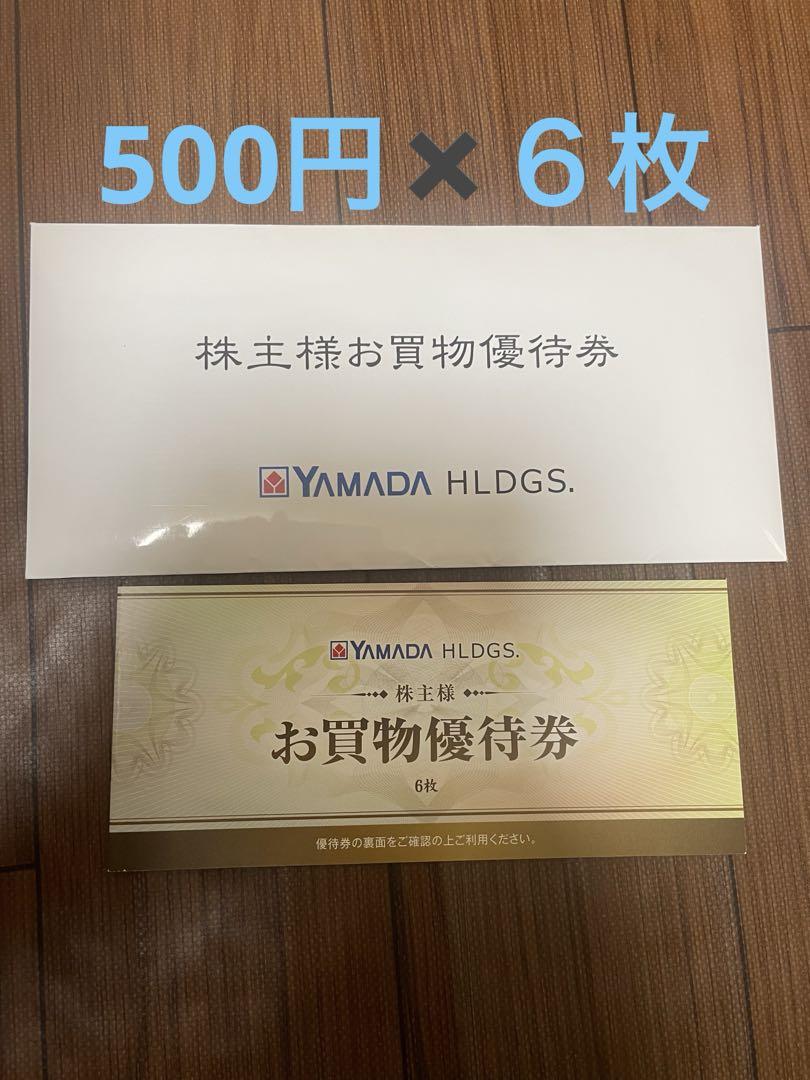 500円✖️６枚
株主様お買物優待券
YAMADA HLDGS.
YAMADA HLDGS.
株主様
お買物優待券
6枚
優待券の裏面をご確認の上ご利用ください。